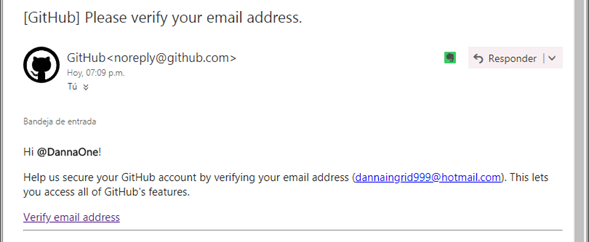 [GitHub] Please verify your email address.
GitHub<noreply@github.com>
Responder
Hoy, 07:09 p.m.
Tú
Bandeja de entrada
Hi @DannaOne!
Help us secure your GitHub account by verifying your email address (dannaingrid999@hotmail.com). This lets
you access all of GitHub's features.
Verify email address